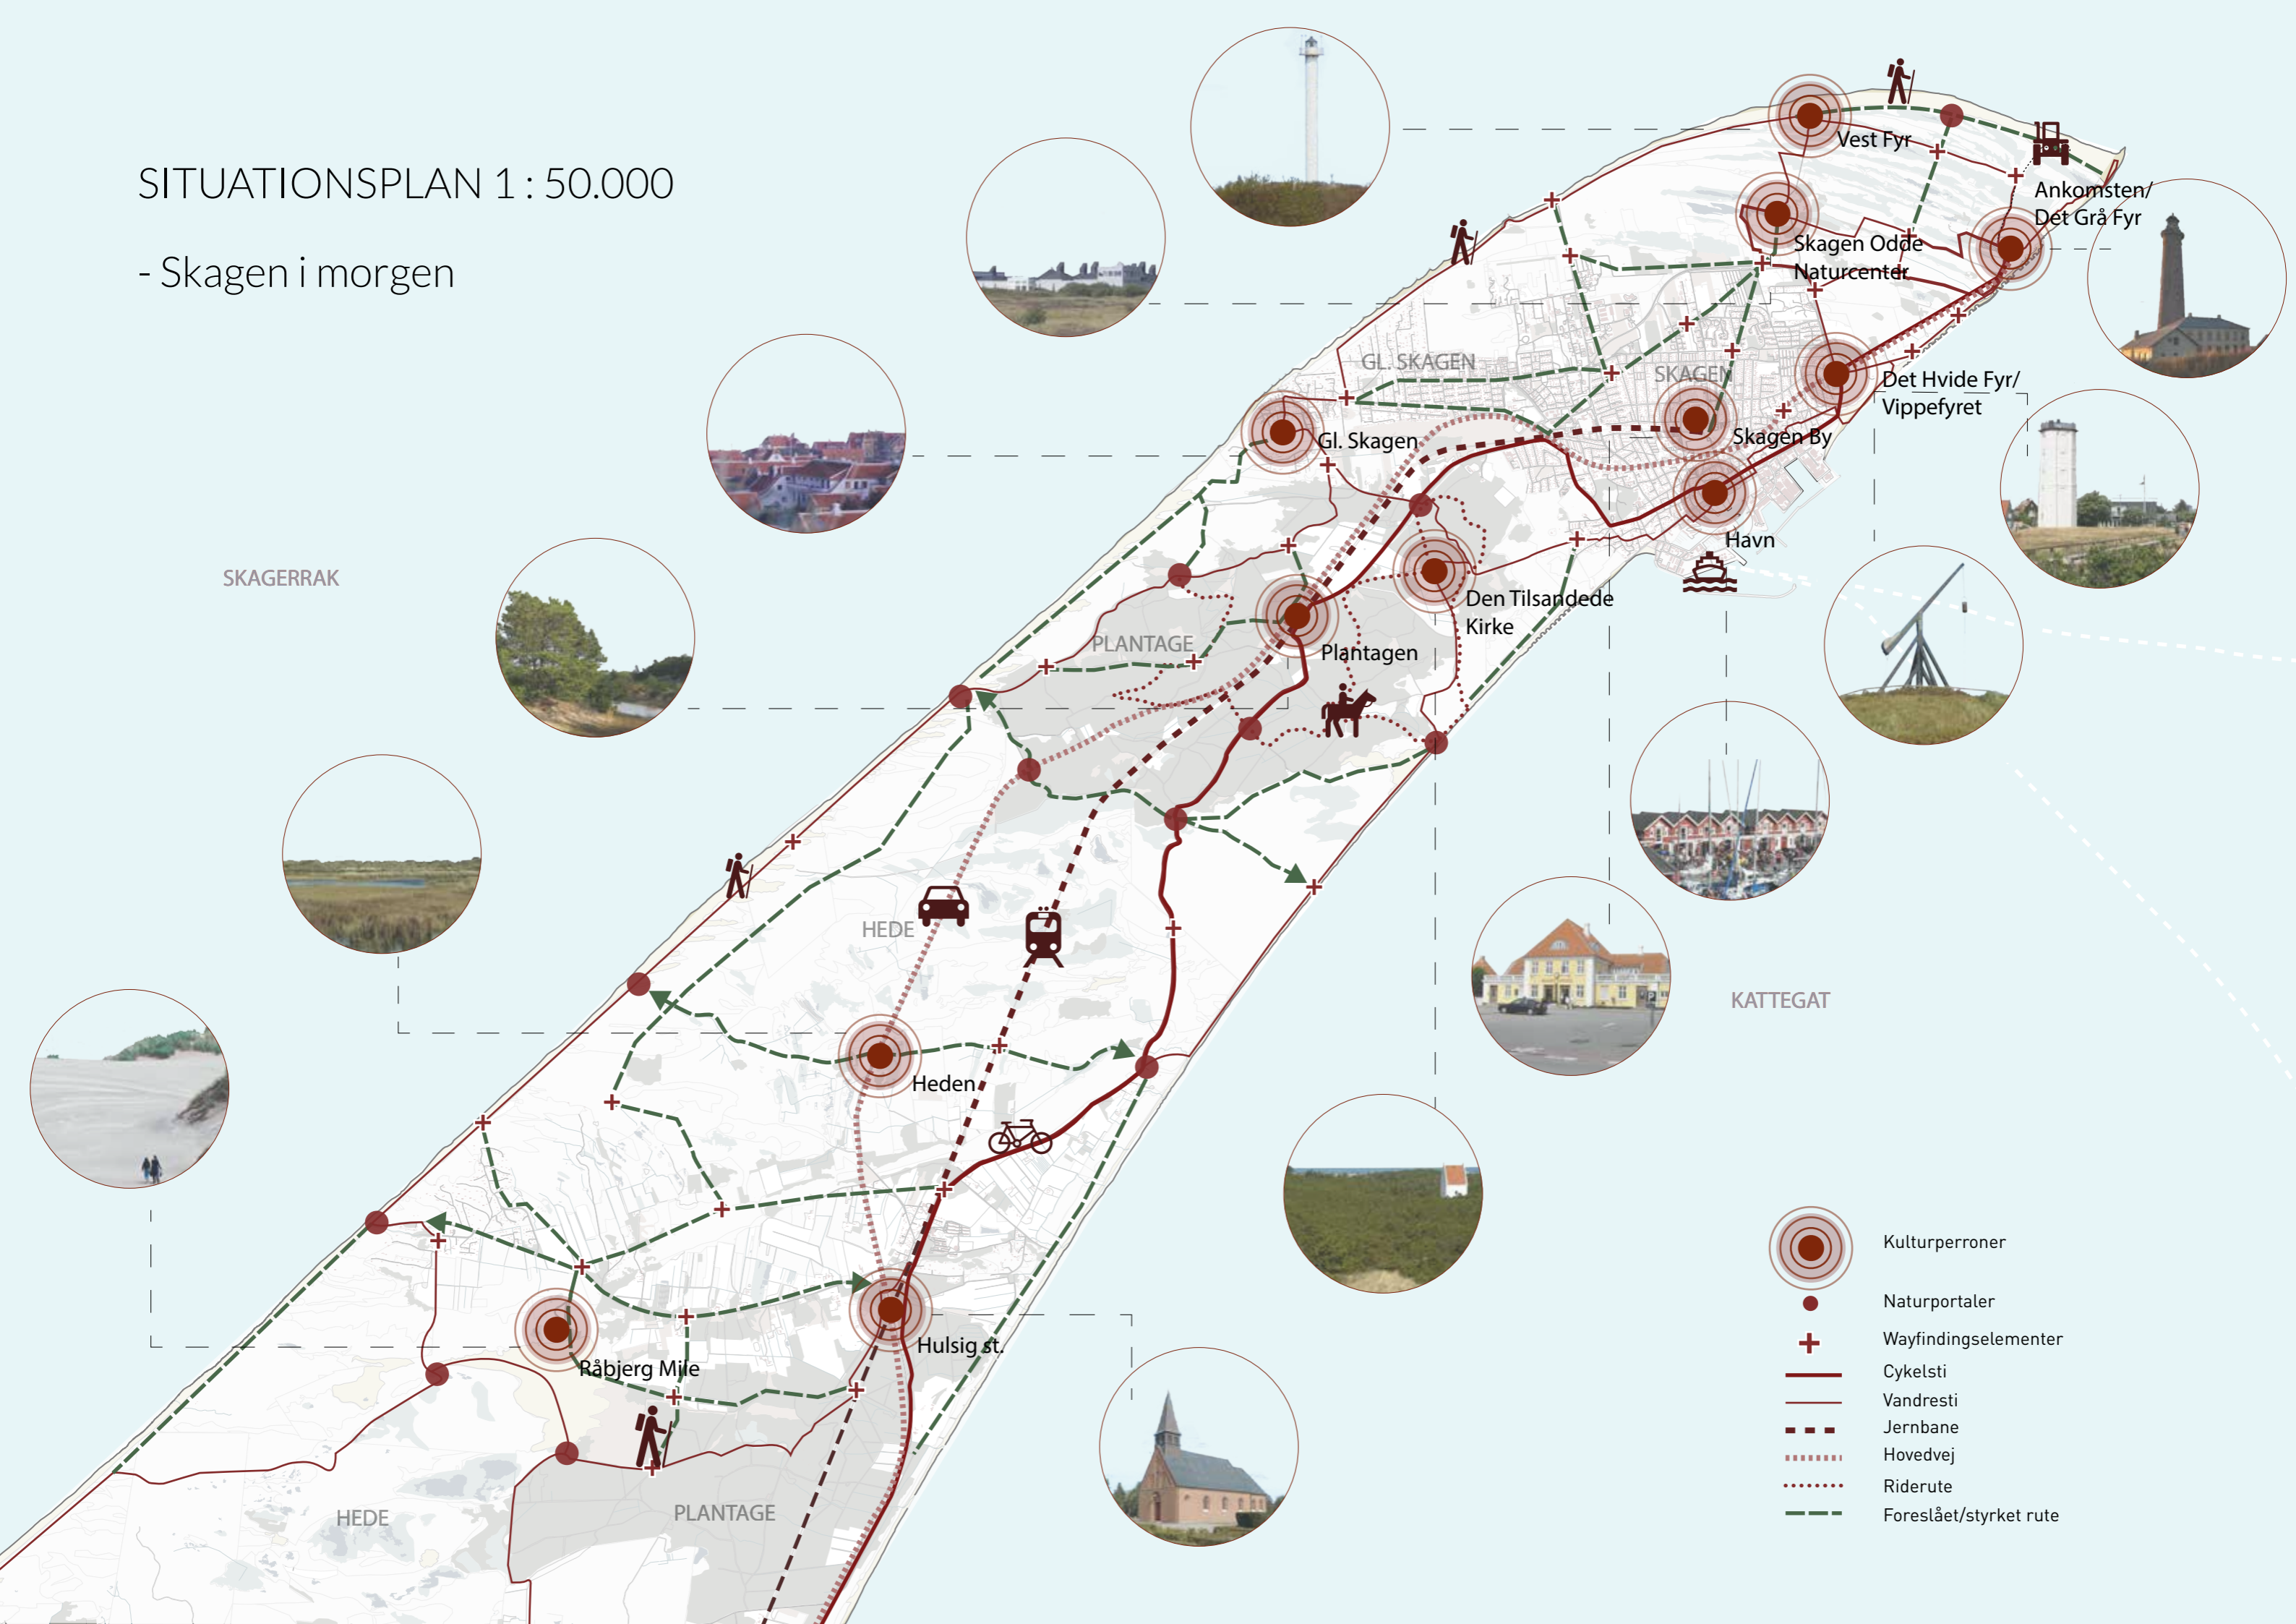 SITUATIONSPLAN 1 : 50.000
- Skagen i morgen
Vest Fyr
Ankomsten/
Det Grå Fyr
Skagen Odde
Naturcenter
GL. SKAGEN
SKAGEN
Det Hvide Fyr/
Vippefyret
Gl. Skagen
Skagen By
Havn
SKAGERRAK
Den Tilsandede
Kirke
PLANTAGE
Plantagen
HEDE
KATTEGAT
Heden
Hulsig st.
Råbjerg Mile
HEDE
PLANTAGE
Kulturperroner
Naturportaler
Wayfindingselementer
Cykelsti
Vandresti
Jernbane
Hovedvej
Riderute
Foreslået/styrket rute